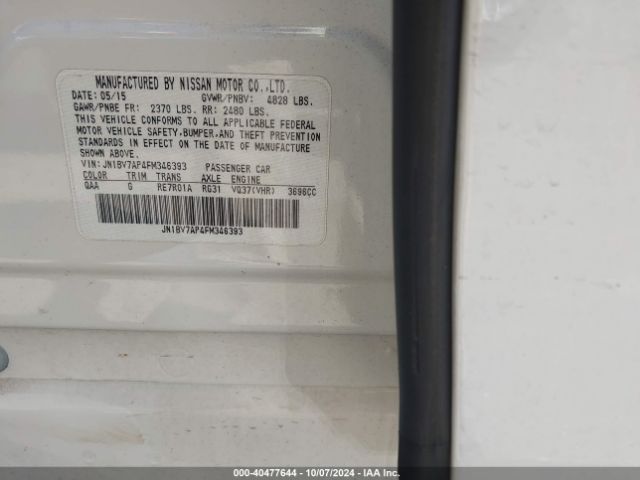 MANUFACTURED BY NISSAN MOTOR CO.,LTD.
DATE: 05/15 GVWR/PNBV: 4828 LBS.
GAWR/PNBE FR: 2370 LBS. RR: 2480 LBS.
THIS VEHICLE CONFORMS TO ALL APPLICABLE FEDERAL
MOTOR VEHICLE SAFETY,BUMPER,AND THEFT PREVENTION
STANDARDS IN EFFECT ON THE DATE OF MANUFACTURE
SHOWN ABOVE.
VIN: JN1BV7AP4FM346393 PASSENGER CAR
COLOR TRIM TRANS AXLE ENGINE
QAA G RE7R01A RG31 VQ37(VHR) 3696CC
JN1BV7AP4FM346393
000-40477644 | 10/07/2024 | IAA Inc.